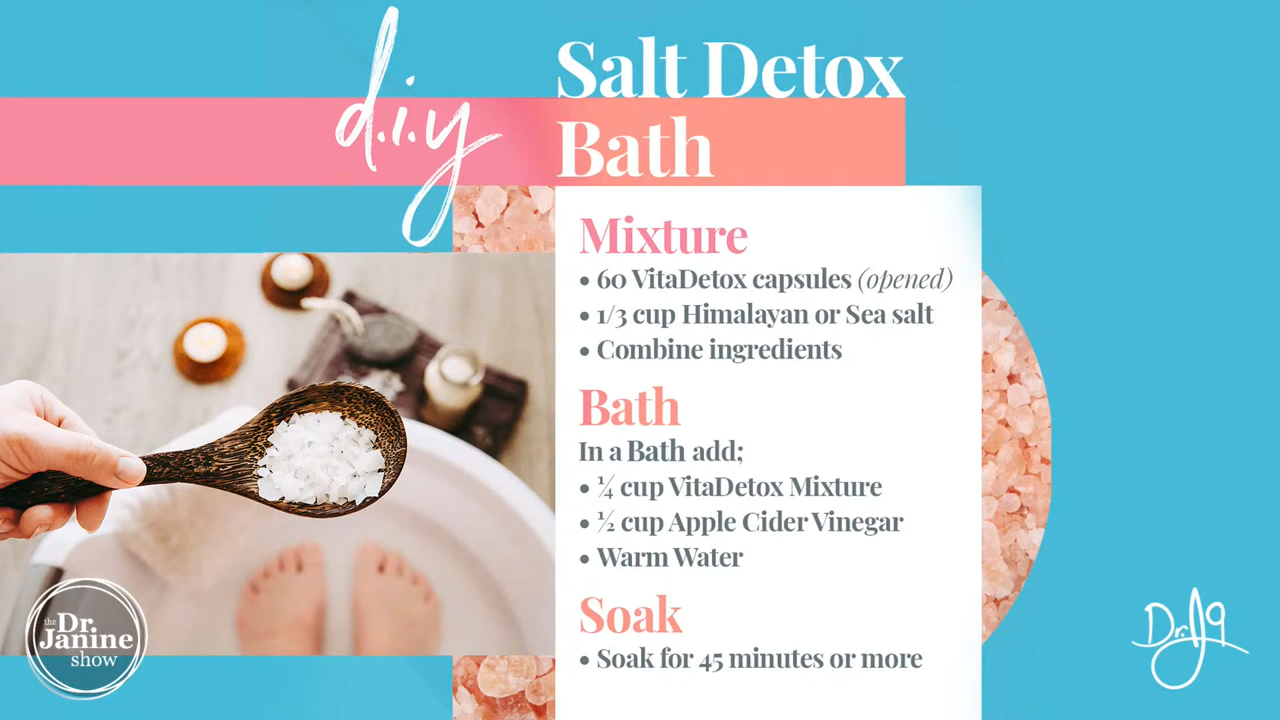 d.i.y
Salt Detox
Bath
Mixture
• 60 VitaDetox capsules (opened)
• 1/3 cup Himalayan or Sea salt
• Combine ingredients
Bath
In a Bath add;
• ¼ cup VitaDetox Mixture
• ½ cup Apple Cider Vinegar
• Warm Water
Soak
• Soak for 45 minutes or more
the Dr.
Janine
show
Dr. J9